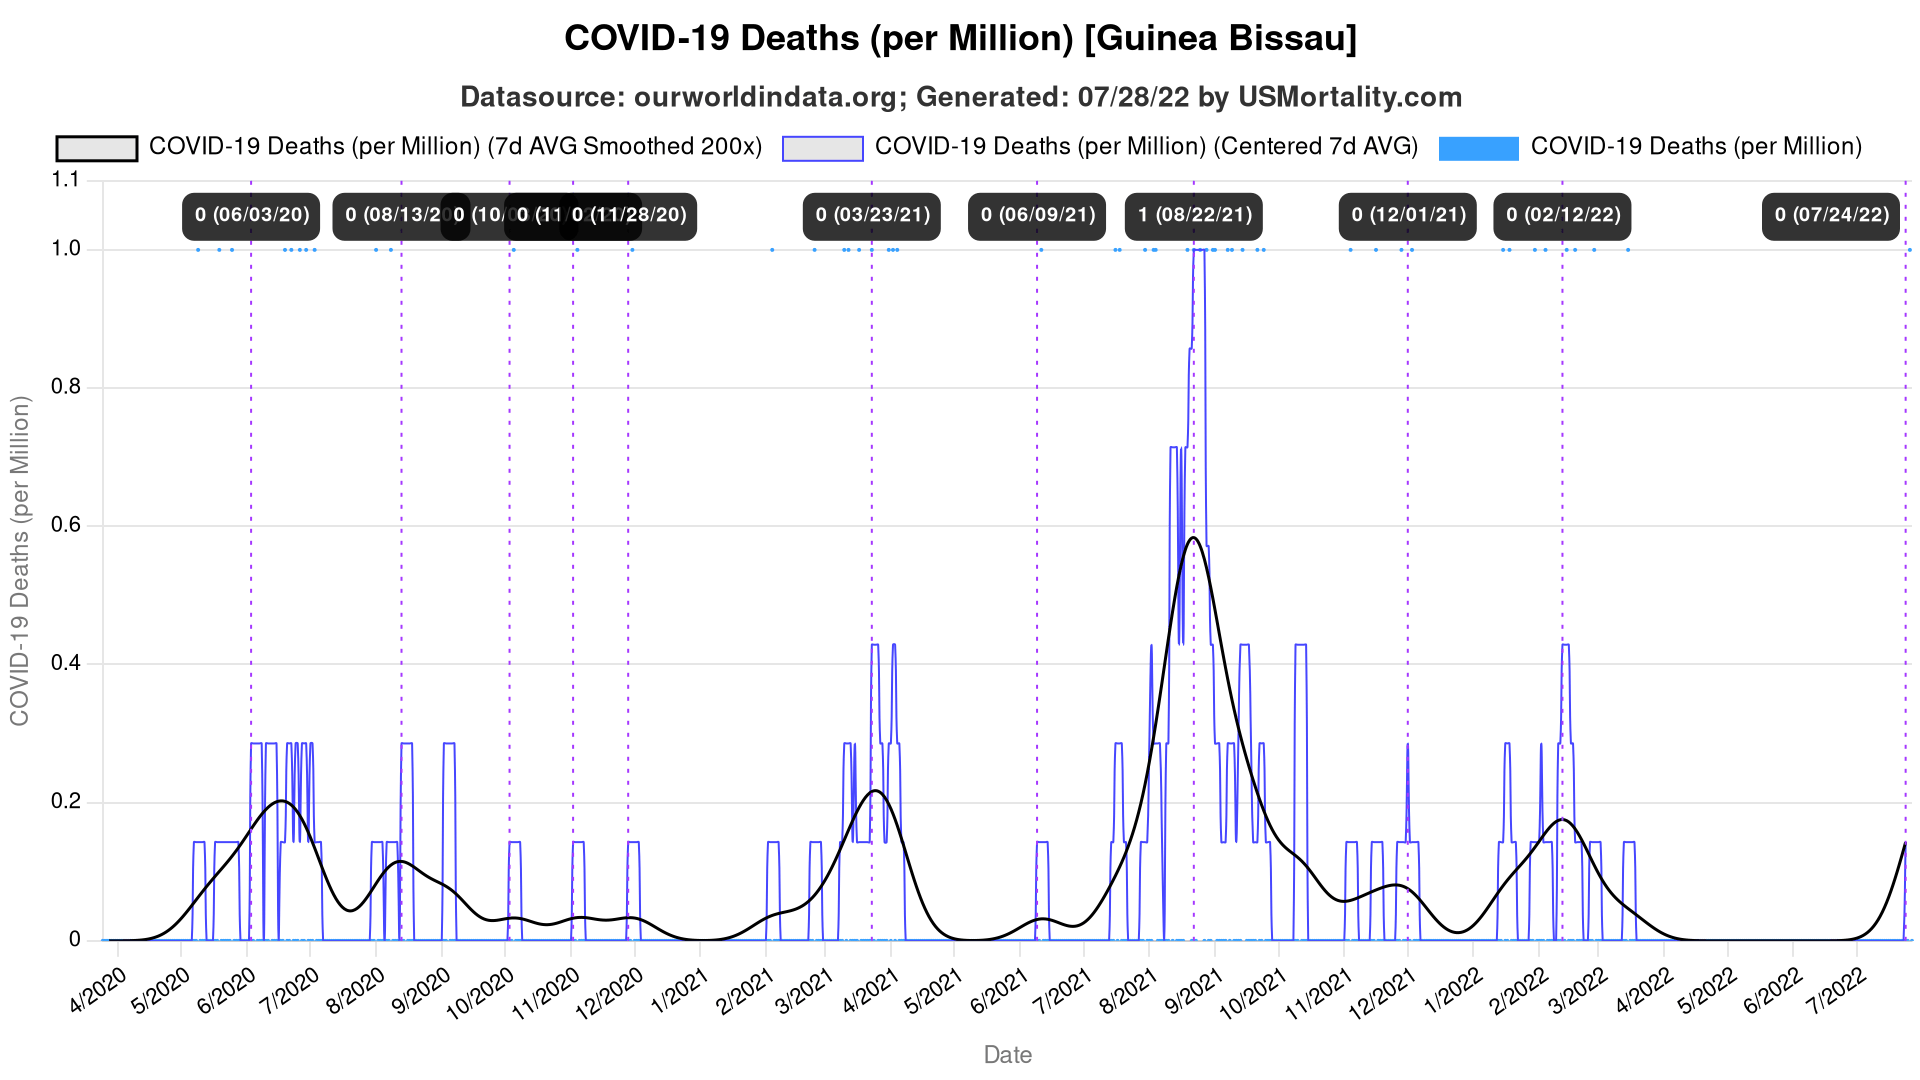 COVID-19 Deaths (per Million) [Guinea Bissau]
Datasource: ourworldindata.org; Generated: 07/28/22 by USMortality.com
COVID-19 Deaths (per Million) (7d AVG Smoothed 200x) COVID-19 Deaths (per Million) (Centered 7d AVG) COVID-19 Deaths (per Million)
0 (06/03/20) 0 (08/13/20 0 (10/ 0 (11/ 0 (11/28/20) 0 (03/23/21) 0 (06/09/21) 1 (08/22/21) 0 (12/01/21) 0 (02/12/22) 0 (07/24/22)
1.1
1.0
0.8
0.6
0.4
0.2
0
COVID-19 Deaths (per Million)
4/2020 5/2020 6/2020 7/2020 8/2020 9/2020 10/2020 11/2020 12/2020 1/2021 2/2021 3/2021 4/2021 5/2021 6/2021 7/2021 8/2021 9/2021 10/2021 11/2021 12/2021 1/2022 2/2022 3/2022 4/2022 5/2022 6/2022 7/2022
Date